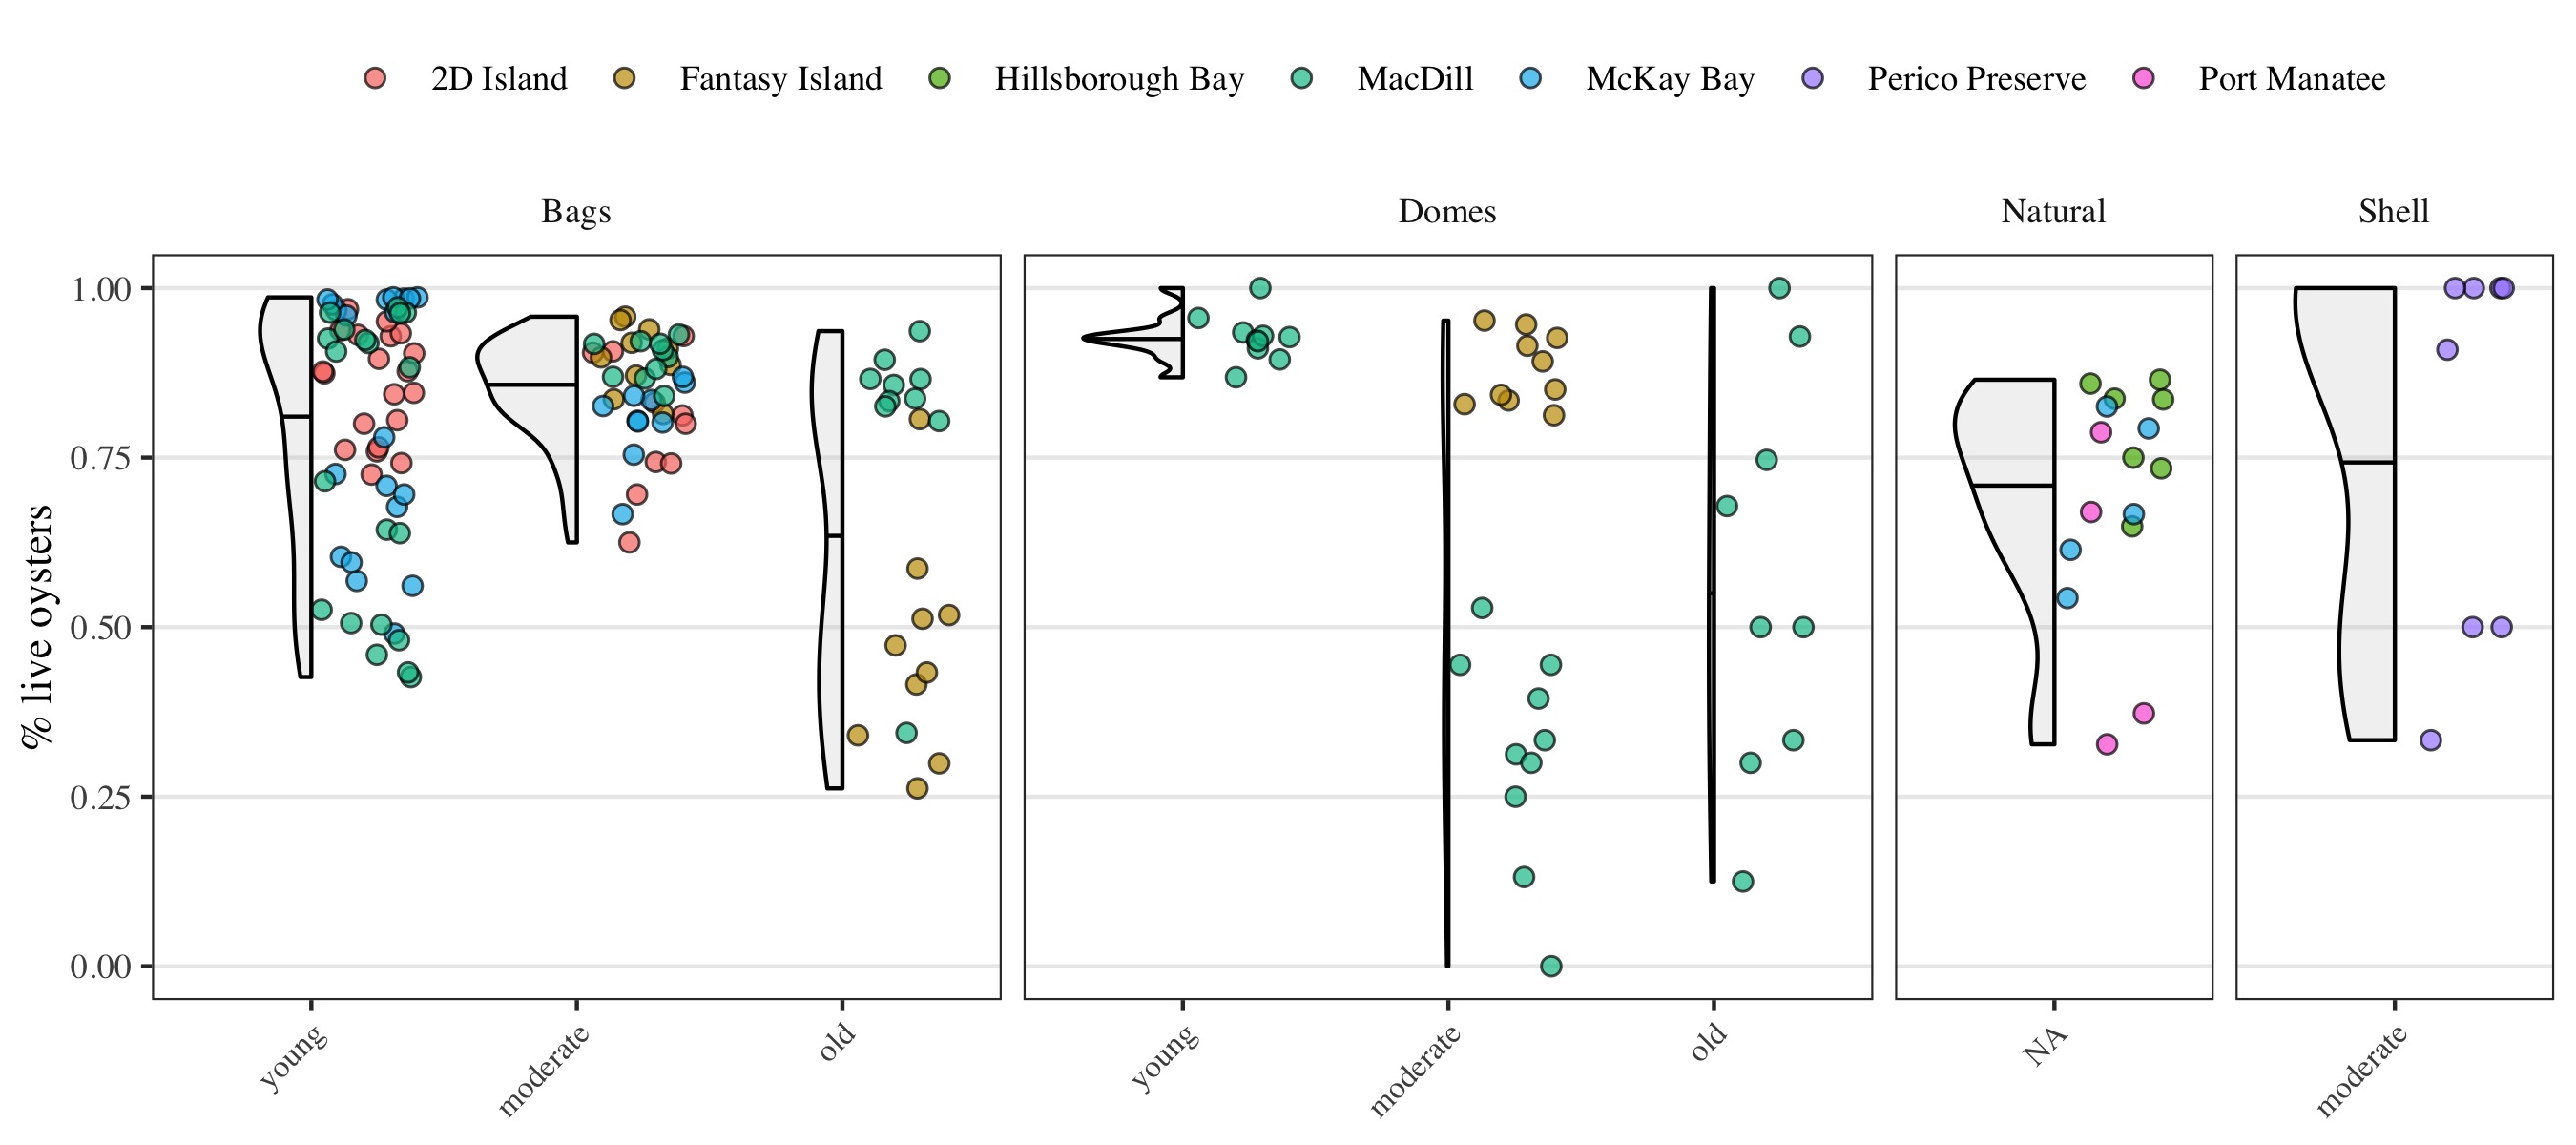 2D Island Fantasy Island Hillsborough Bay MacDill McKay Bay Perico Preserve Port Manatee
Bags Domes Natural Shell
% live oysters
1.00
0.75
0.50
0.25
0.00
young moderate old young moderate old NA moderate